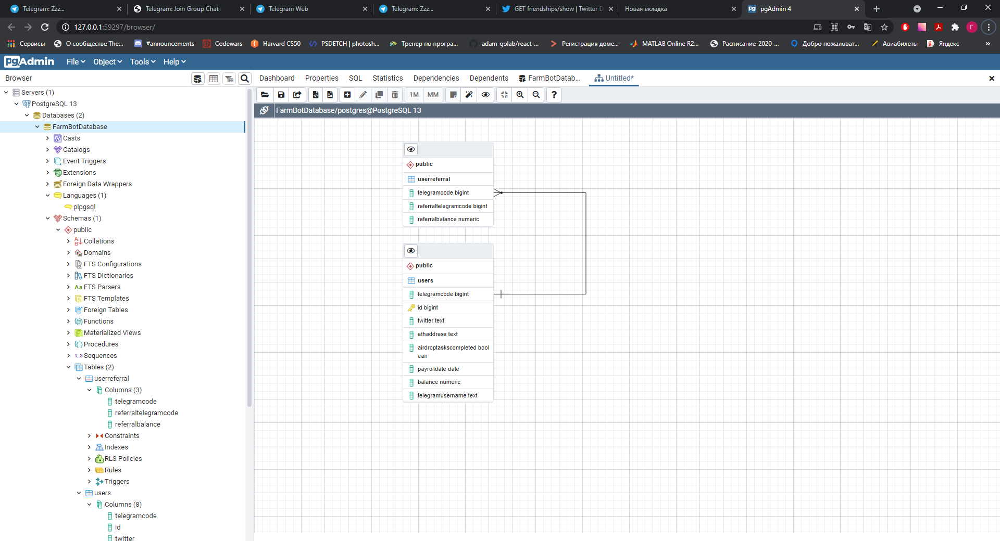 Telegram: Zzz...
Telegram: Join Group Chat
Telegram Web
Telegram: Zzz...
GET friendships/show | Twitter D
Новая вкладка
pgAdmin 4
127.0.0.1:59297/browser/
Г
Сервисы
О сообществе The...
#announcements
Codewars
Harvard CS50
PSDETCH | photosh...
Тренер по програ...
adam-golab/react-...
Регистрация доме...
MATLAB Online R2...
Расписание-2020-...
Добро пожаловат...
Авиабилеты
Яндекс
»
pgAdmin
File
Object
Tools
Help
Browser
Dashboard
Properties
SQL
Statistics
Dependencies
Dependents
FarmBotDatab...
Untitled*
1M
MM
?
FarmBotDatabase/postgres@PostgreSQL 13
Servers (1)
PostgreSQL 13
Databases (2)
FarmBotDatabase
Casts
Catalogs
Event Triggers
Extensions
Foreign Data Wrappers
Languages (1)
plpgsql
Schemas (1)
public
Collations
Domains
FTS Configurations
FTS Dictionaries
Aa FTS Parsers
FTS Templates
Foreign Tables
Functions
Materialized Views
Procedures
1..3 Sequences
Tables (2)
userreferral
Columns (3)
telegramcode
referraltelegramcode
referralbalance
Constraints
Indexes
RLS Policies
Rules
Triggers
users
Columns (8)
telegramcode
id
twitter
public
userreferral
telegramcode bigint
referraltelegramcode bigint
referralbalance numeric
public
users
telegramcode bigint
id bigint
twitter text
ethaddress text
airdroptaskscompleted bool
ean
payrolldate date
balance numeric
telegramusername text